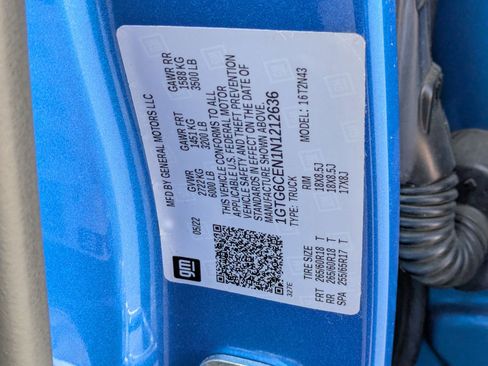 MFD BY GENERAL MOTORS LLC
05/22
GVWR
2722 KG
6000 LB
GAWR FRT
1451 KG
3200 LB
GAWR RR
1588 KG
3500 LB
THIS VEHICLE CONFORMS TO ALL
APPLICABLE U.S. FEDERAL MOTOR
VEHICLE SAFETY AND THEFT PREVENTION
STANDARDS IN EFFECT ON THE DATE OF
MANUFACTURE SHOWN ABOVE.
1GTG6CEN1N1212636
TYPE: TRUCK
MODEL: 16T2N43
gm
327E
TIRE SIZE RIM
FRT 265/60R18 T 18X8.5J
RR 265/60R18 T 18X8.5J
SPA 255/65R17 T 17X8J